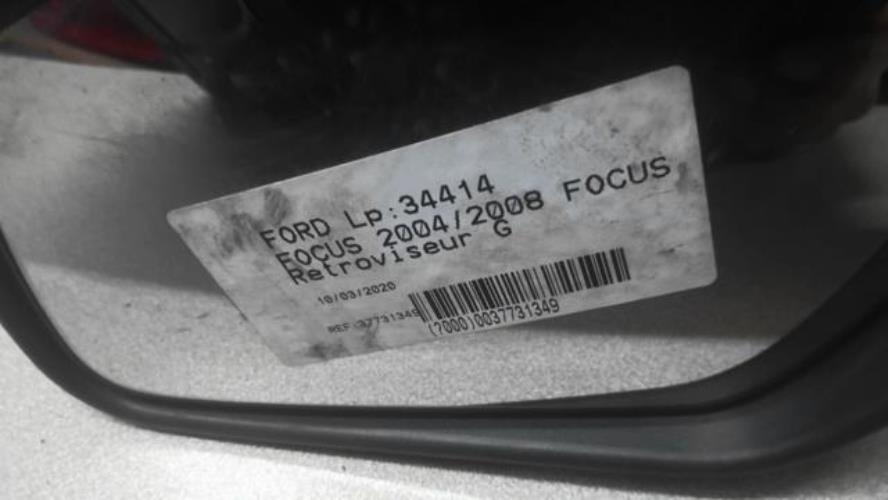 FORD Lp:34414
FOCUS 2004/2008 FOCUS
Retroviseur G
10/03/2020
REF:37731349
(7000)0037731349